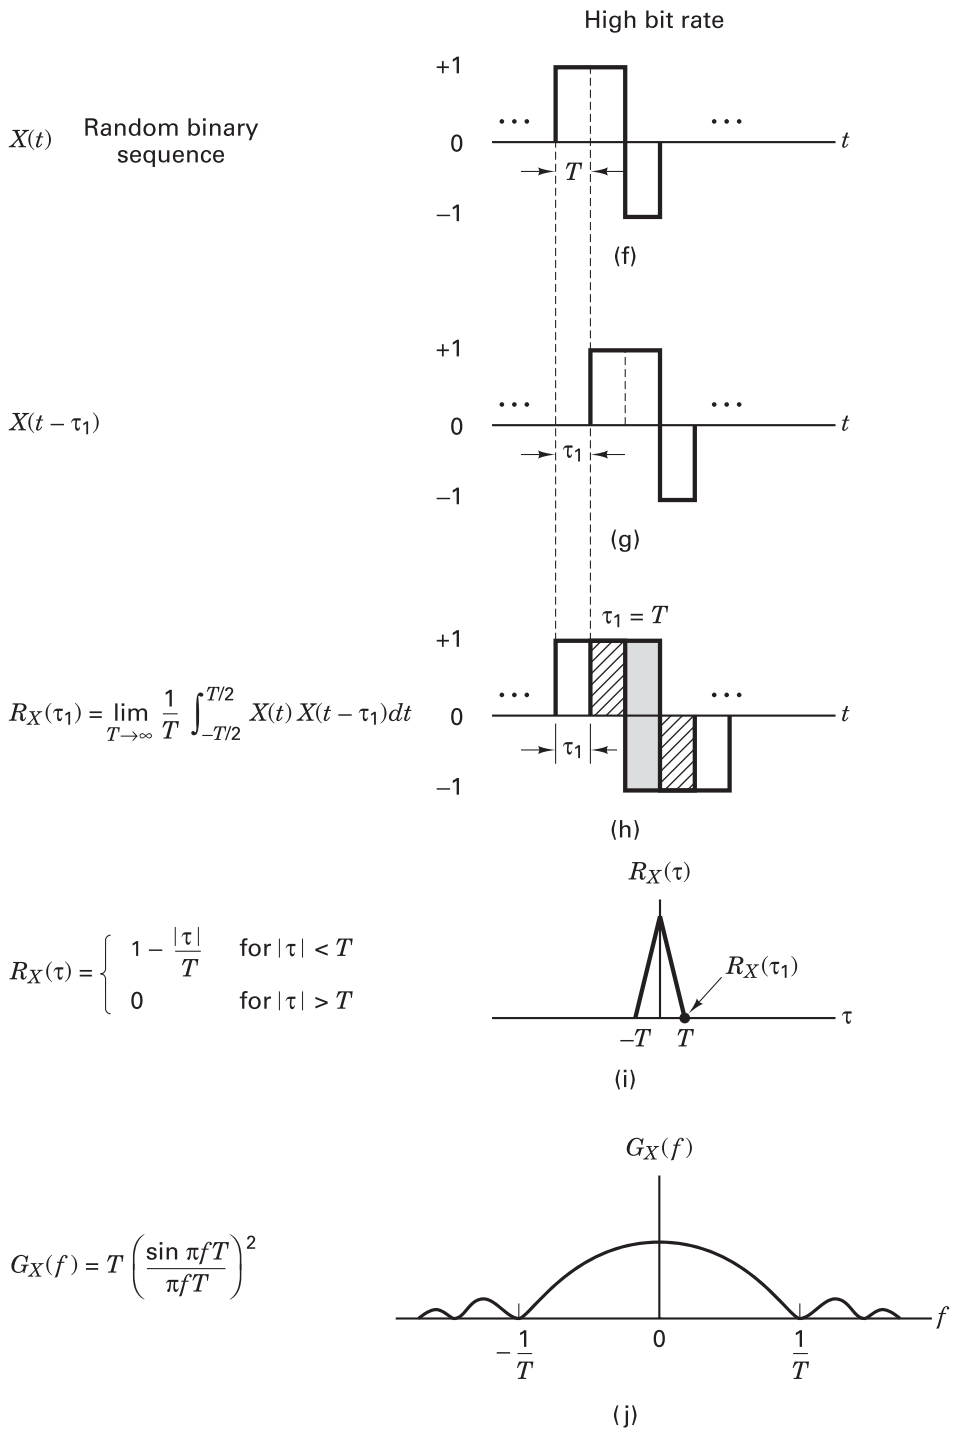 High bit rate
+1
X(t) Random binary
sequence
... ...
0 t
T
−1
(f)
+1
... ...
X(t − τ₁)
0 t
τ₁
−1
(g)
τ₁ = T
+1
... ...
R_X(τ₁) = lim_{T→∞} 1/T ∫_{−T/2}^{T/2} X(t) X(t − τ₁)dt
0 t
τ₁
−1
(h)
R_X(τ)
R_X(τ) = { 1 − |τ|/T for |τ| < T
0 for |τ| > T
R_X(τ₁)
τ
−T T
(i)
G_X(f)
G_X(f) = T (sin πfT / πfT)²
f
−1/T 0 1/T
(j)